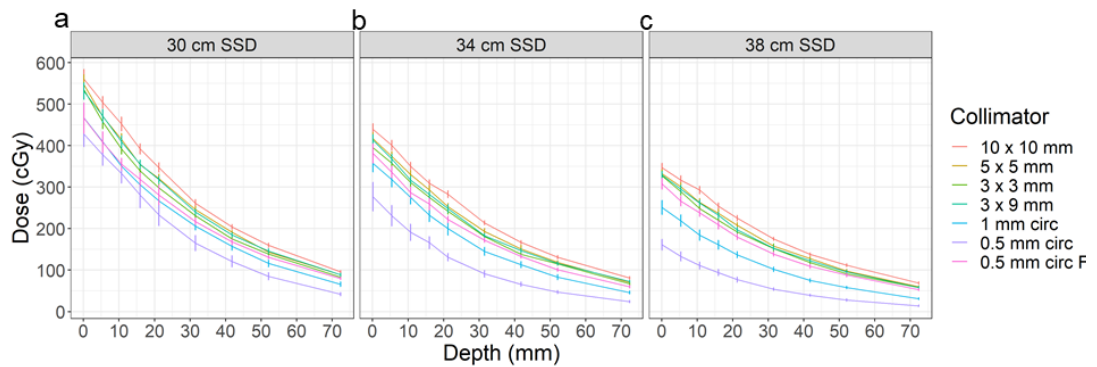 a b c
30 cm SSD 34 cm SSD 38 cm SSD
600
500
400
300
200
100
0
Dose (cGy)
0 10 20 30 40 50 60 70 0 10 20 30 40 50 60 70 0 10 20 30 40 50 60 70
Depth (mm)
Collimator
10 x 10 mm
5 x 5 mm
3 x 3 mm
3 x 9 mm
1 mm circ
0.5 mm circ
0.5 mm circ F